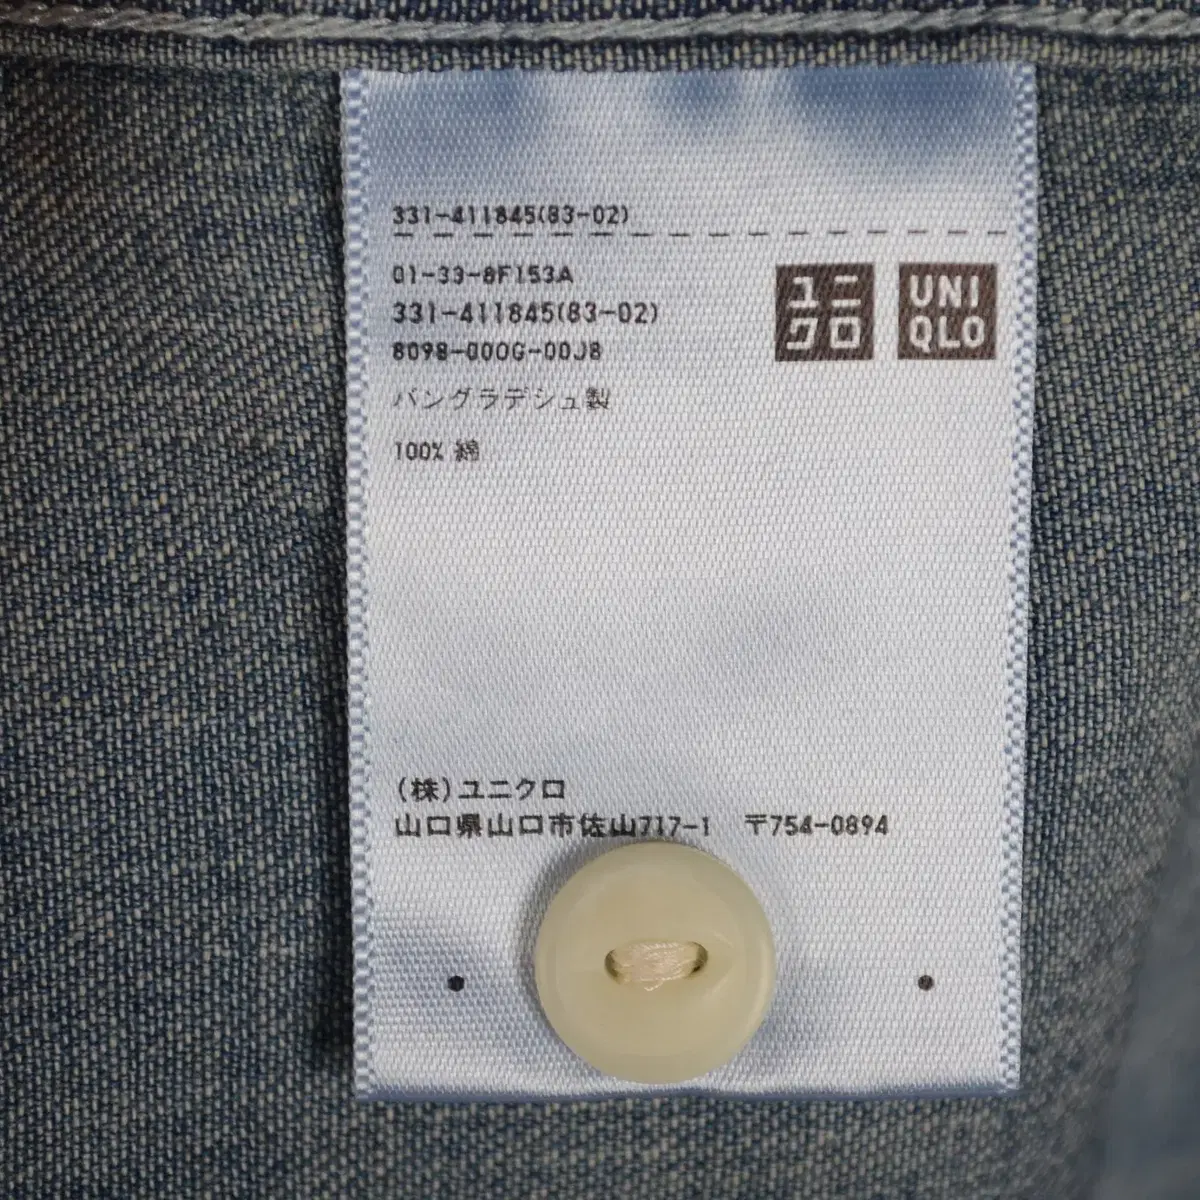 331-411845(83-02)
01-33-8F153A
331-411845(83-02)
8098-000G-00J8
バングラデシュ製
100% 綿
ユニ
クロ
UNI
QLO
(株)ユニクロ
山口県山口市佐山717-1 〒754-0894